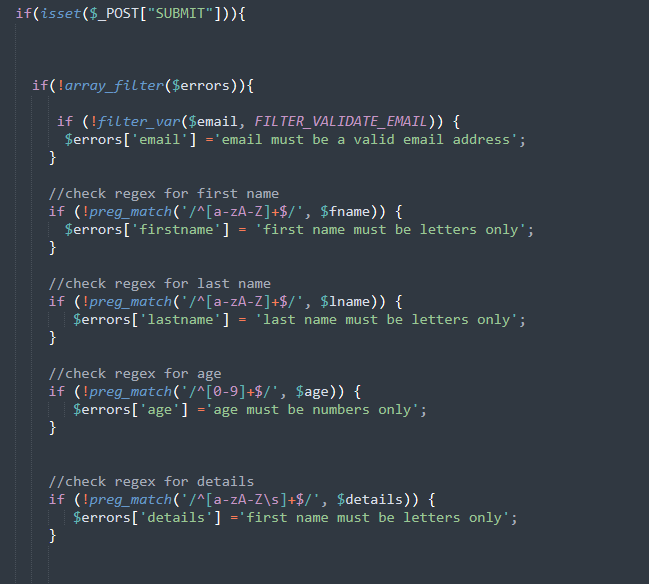 if(isset($_POST["SUBMIT"])){
if(!array_filter($errors)){
if (!filter_var($email, FILTER_VALIDATE_EMAIL)) {
$errors['email'] ='email must be a valid email address';
}
//check regex for first name
if (!preg_match('/^[a-zA-Z]+$/', $fname)) {
$errors['firstname'] = 'first name must be letters only';
}
//check regex for last name
if (!preg_match('/^[a-zA-Z]+$/', $lname)) {
$errors['lastname'] = 'last name must be letters only';
}
//check regex for age
if (!preg_match('/^[0-9]+$/', $age)) {
$errors['age'] ='age must be numbers only';
}
//check regex for details
if (!preg_match('/^[a-zA-Z\s]+$/', $details)) {
$errors['details'] ='first name must be letters only';
}